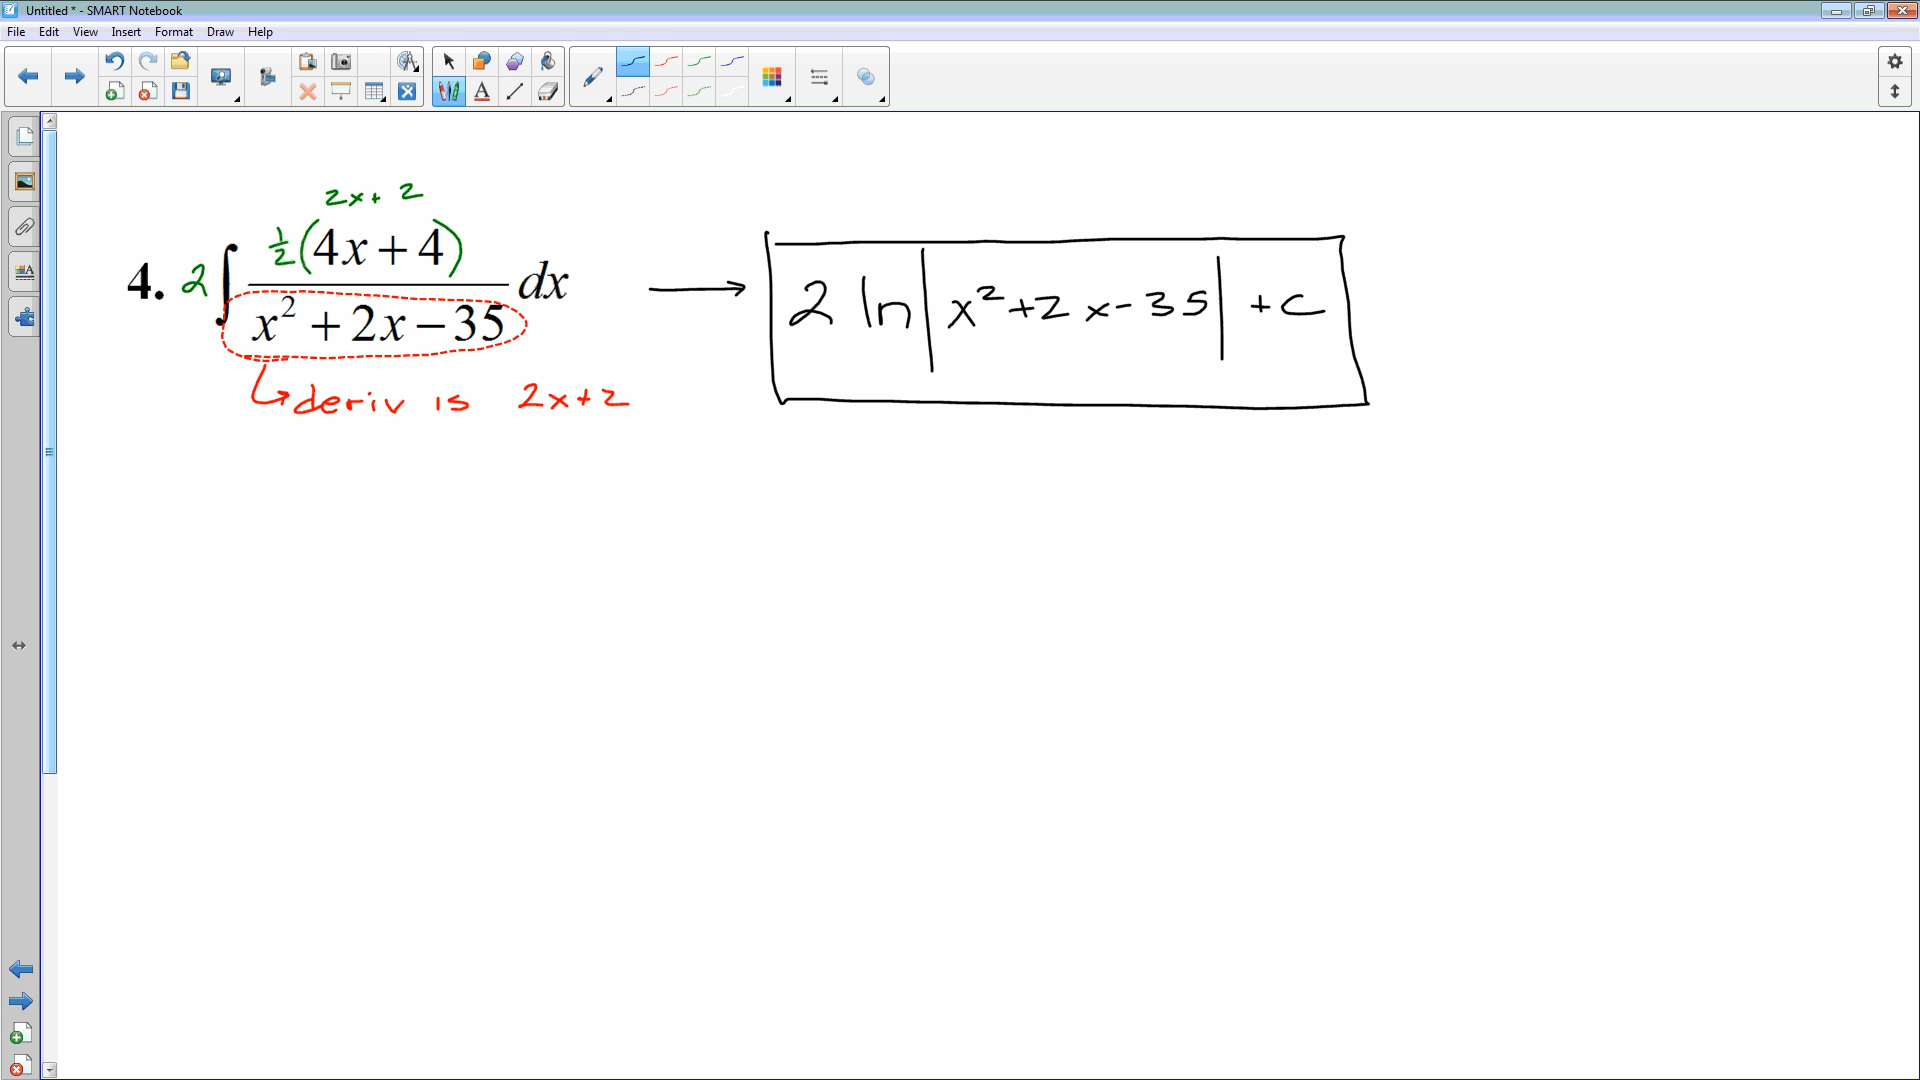 Untitled * - SMART Notebook
File Edit View Insert Format Draw Help
2x + 2
4. 2 ∫ ½(4x + 4) / (x² + 2x − 35) dx → 2 ln | x² + 2x − 35 | + C
↳ deriv is 2x + 2